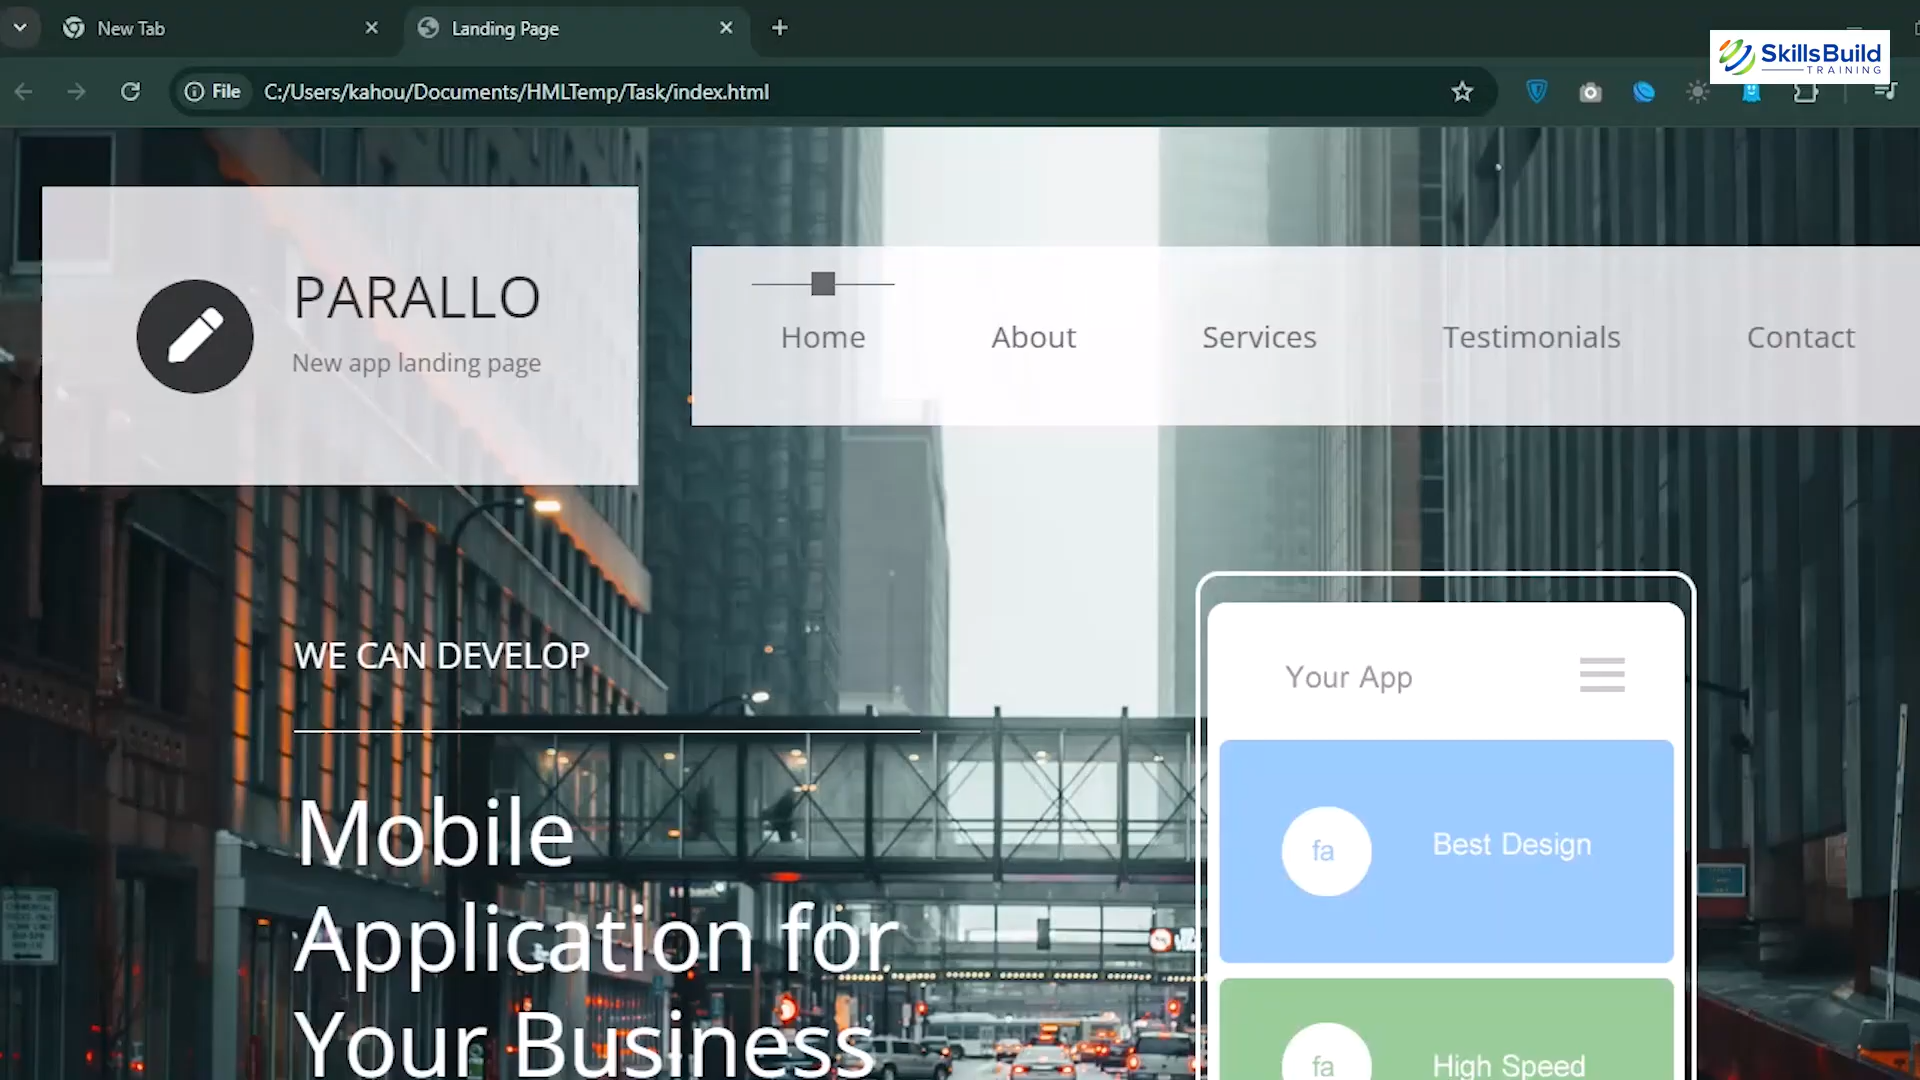 New Tab
Landing Page
SkillsBuild
TRAINING
File
C:/Users/kahou/Documents/HMLTemp/Task/index.html
PARALLO
New app landing page
Home
About
Services
Testimonials
Contact
WE CAN DEVELOP
Mobile
Application for
Your Business
Your App
fa
Best Design
fa
High Speed